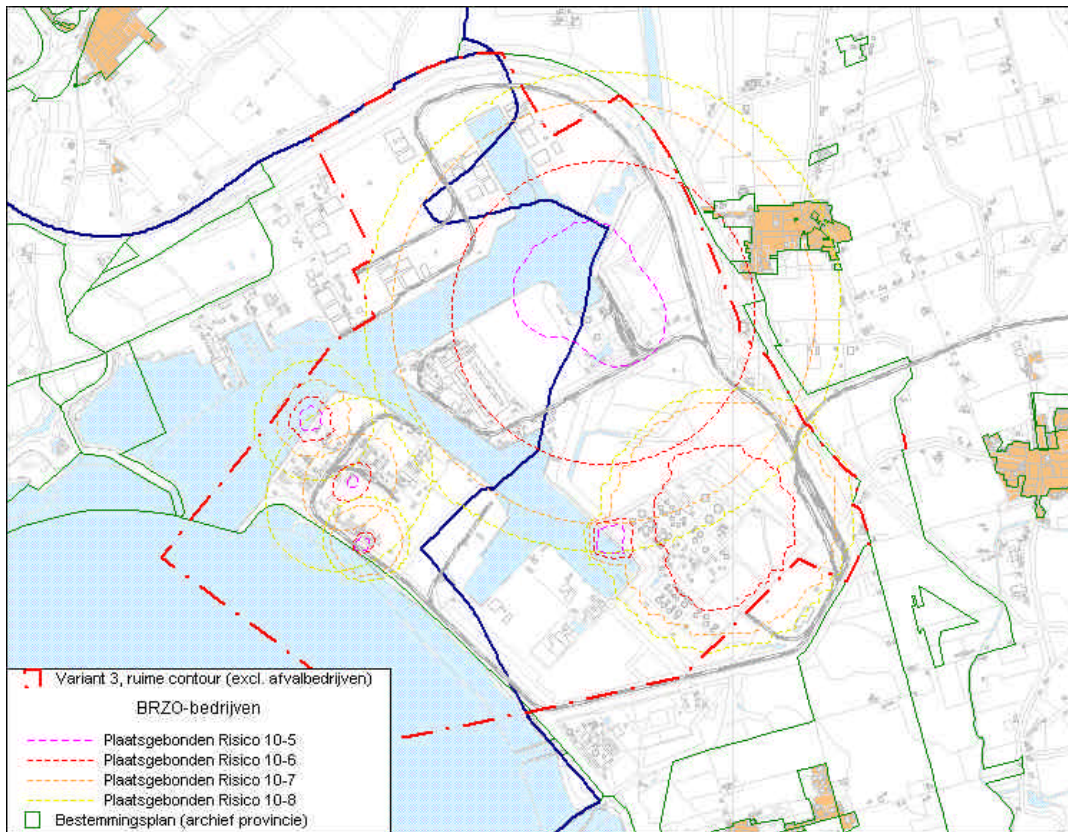 Variant 3, ruime contour (excl. afvalbedrijven)
BRZO-bedrijven
Plaatsgebonden Risico 10-5
Plaatsgebonden Risico 10-6
Plaatsgebonden Risico 10-7
Plaatsgebonden Risico 10-8
Bestemmingsplan (archief provincie)